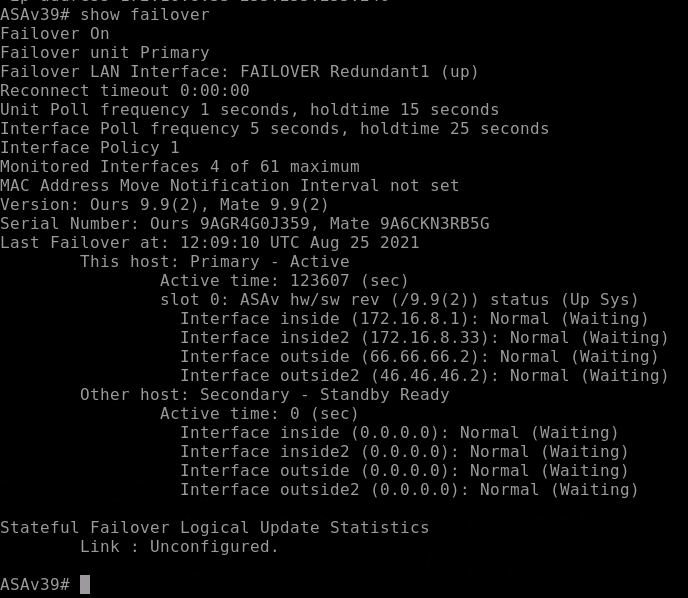 ASAv39# show failover
Failover On
Failover unit Primary
Failover LAN Interface: FAILOVER Redundant1 (up)
Reconnect timeout 0:00:00
Unit Poll frequency 1 seconds, holdtime 15 seconds
Interface Poll frequency 5 seconds, holdtime 25 seconds
Interface Policy 1
Monitored Interfaces 4 of 61 maximum
MAC Address Move Notification Interval not set
Version: Ours 9.9(2), Mate 9.9(2)
Serial Number: Ours 9AGR4G0J359, Mate 9A6CKN3RB5G
Last Failover at: 12:09:10 UTC Aug 25 2021
        This host: Primary - Active
                Active time: 123607 (sec)
                slot 0: ASAv hw/sw rev (/9.9(2)) status (Up Sys)
                  Interface inside (172.16.8.1): Normal (Waiting)
                  Interface inside2 (172.16.8.33): Normal (Waiting)
                  Interface outside (66.66.66.2): Normal (Waiting)
                  Interface outside2 (46.46.46.2): Normal (Waiting)
        Other host: Secondary - Standby Ready
                Active time: 0 (sec)
                  Interface inside (0.0.0.0): Normal (Waiting)
                  Interface inside2 (0.0.0.0): Normal (Waiting)
                  Interface outside (0.0.0.0): Normal (Waiting)
                  Interface outside2 (0.0.0.0): Normal (Waiting)

Stateful Failover Logical Update Statistics
        Link : Unconfigured.

ASAv39#